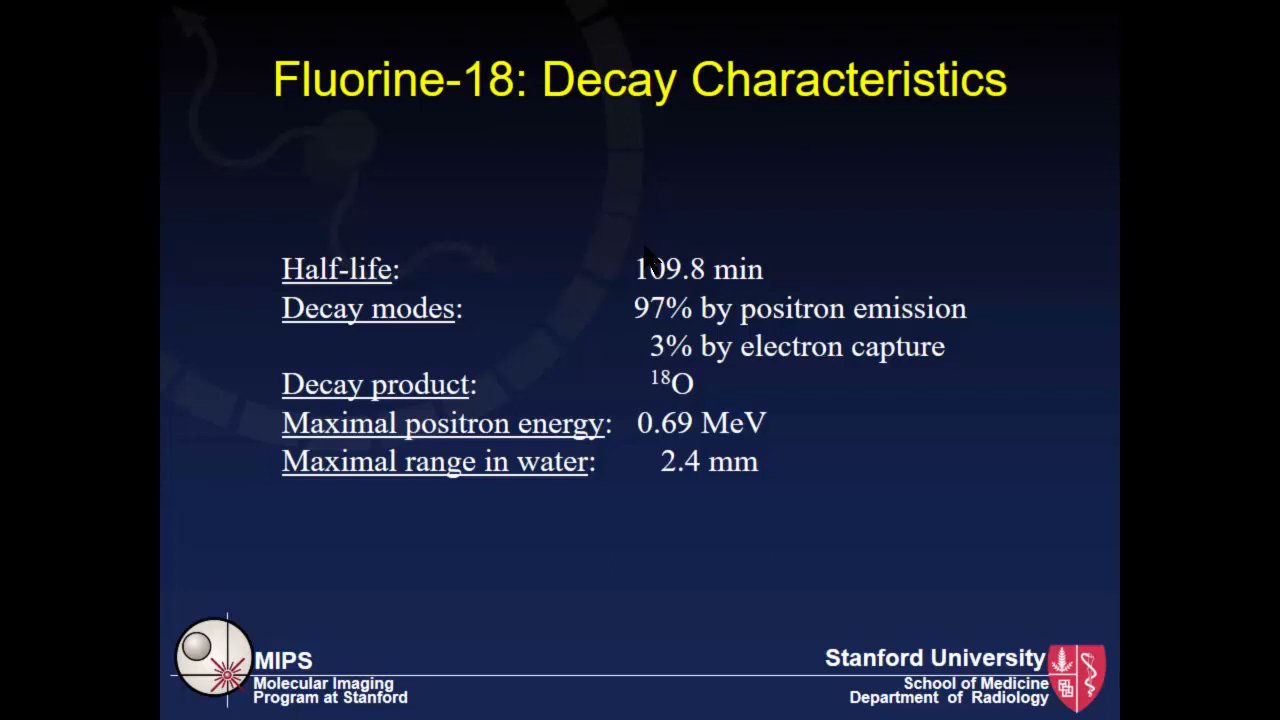 Fluorine-18: Decay Characteristics
Half-life: 109.8 min
Decay modes: 97% by positron emission
3% by electron capture
Decay product: ¹⁸O
Maximal positron energy: 0.69 MeV
Maximal range in water: 2.4 mm
MIPS
Molecular Imaging
Program at Stanford
Stanford University
School of Medicine
Department of Radiology